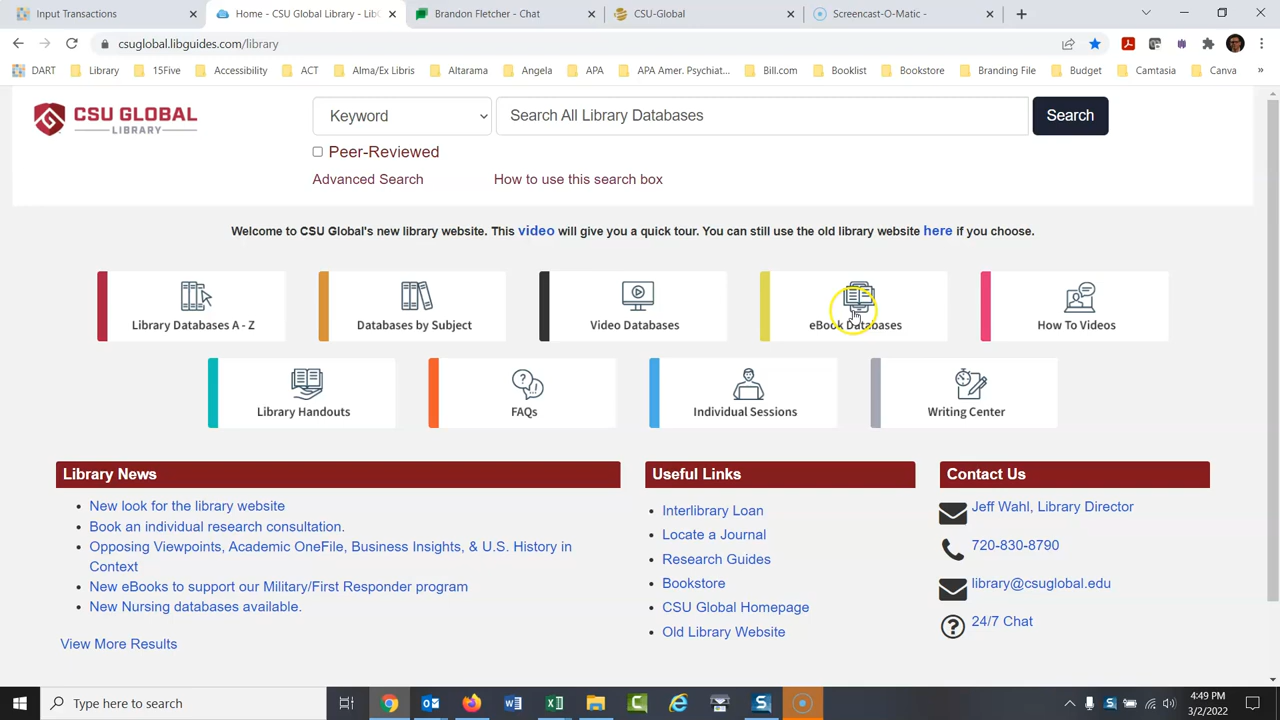 Input Transactions
Home - CSU Global Library - Lib
Brandon Fletcher - Chat
CSU-Global
Screencast-O-Matic -
csuglobal.libguides.com/library
DART
Library
15Five
Accessibility
ACT
Alma/Ex Libris
Altarama
Angela
APA
APA Amer. Psychiat...
Bill.com
Booklist
Bookstore
Branding File
Budget
Camtasia
Canva
»
CSU GLOBAL
LIBRARY
Keyword
Search All Library Databases
Search
Peer-Reviewed
Advanced Search
How to use this search box
Welcome to CSU Global's new library website. This video will give you a quick tour. You can still use the old library website here if you choose.
Library Databases A - Z
Databases by Subject
Video Databases
eBook Databases
How To Videos
Library Handouts
FAQs
Individual Sessions
Writing Center
Library News
• New look for the library website
• Book an individual research consultation.
• Opposing Viewpoints, Academic OneFile, Business Insights, & U.S. History in
Context
• New eBooks to support our Military/First Responder program
• New Nursing databases available.
View More Results
Useful Links
• Interlibrary Loan
• Locate a Journal
• Research Guides
• Bookstore
• CSU Global Homepage
• Old Library Website
Contact Us
Jeff Wahl, Library Director
720-830-8790
library@csuglobal.edu
24/7 Chat
Type here to search
4:49 PM
3/2/2022